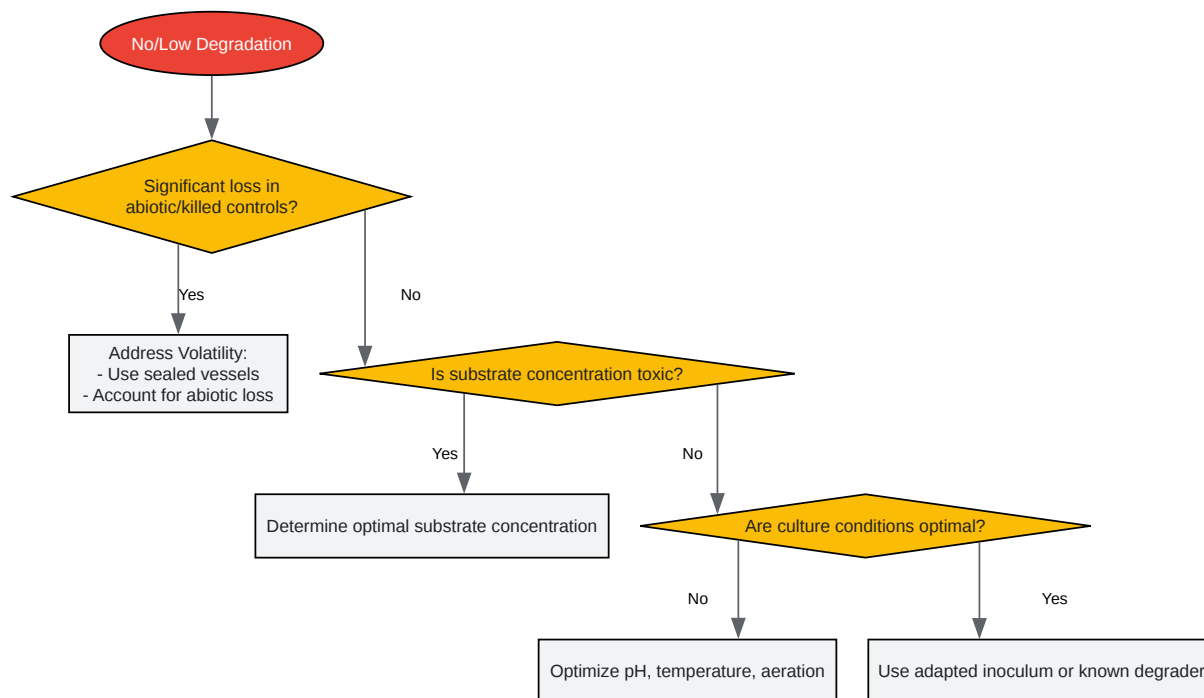 No/Low Degradation
Significant loss in
abiotic/killed controls?
Yes
No
Address Volatility:
- Use sealed vessels
- Account for abiotic loss
Is substrate concentration toxic?
Yes
No
Determine optimal substrate concentration
Are culture conditions optimal?
No
Yes
Optimize pH, temperature, aeration
Use adapted inoculum or known degrader